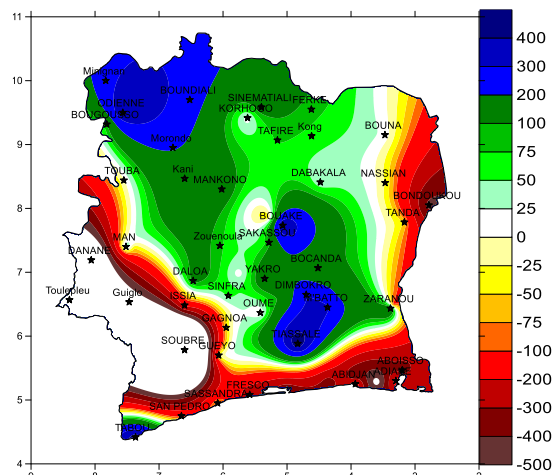 11
10
9
8
7
6
5
4
400
300
200
100
75
50
25
0
-25
-50
-75
-100
-200
-300
-400
-500
Minignan
ODIENNE
BOUNDIALI
SINEMATIALI
FERKE
KORHOGO
BOUNA
TAFIRE
Kong
Morondo
TOUBA
Kani
MANKONO
DABAKALA
NASSIAN
BONDOUKOU
TANDA
BOUAKE
SAKASSOU
Zouenoula
MAN
DANANE
BOCANDA
YAKRO
DALOA
SINFRA
DIMBOKRO
Toulepleu
Guiglo
ISSIA
OUME
ZARANOU
GAGNOA
TIASSALE
SOUBRE
GUEYO
ABOISSO
ADIAKE
ABIDJAN
FRESCO
SASSANDRA
SAN PEDRO
TABOU